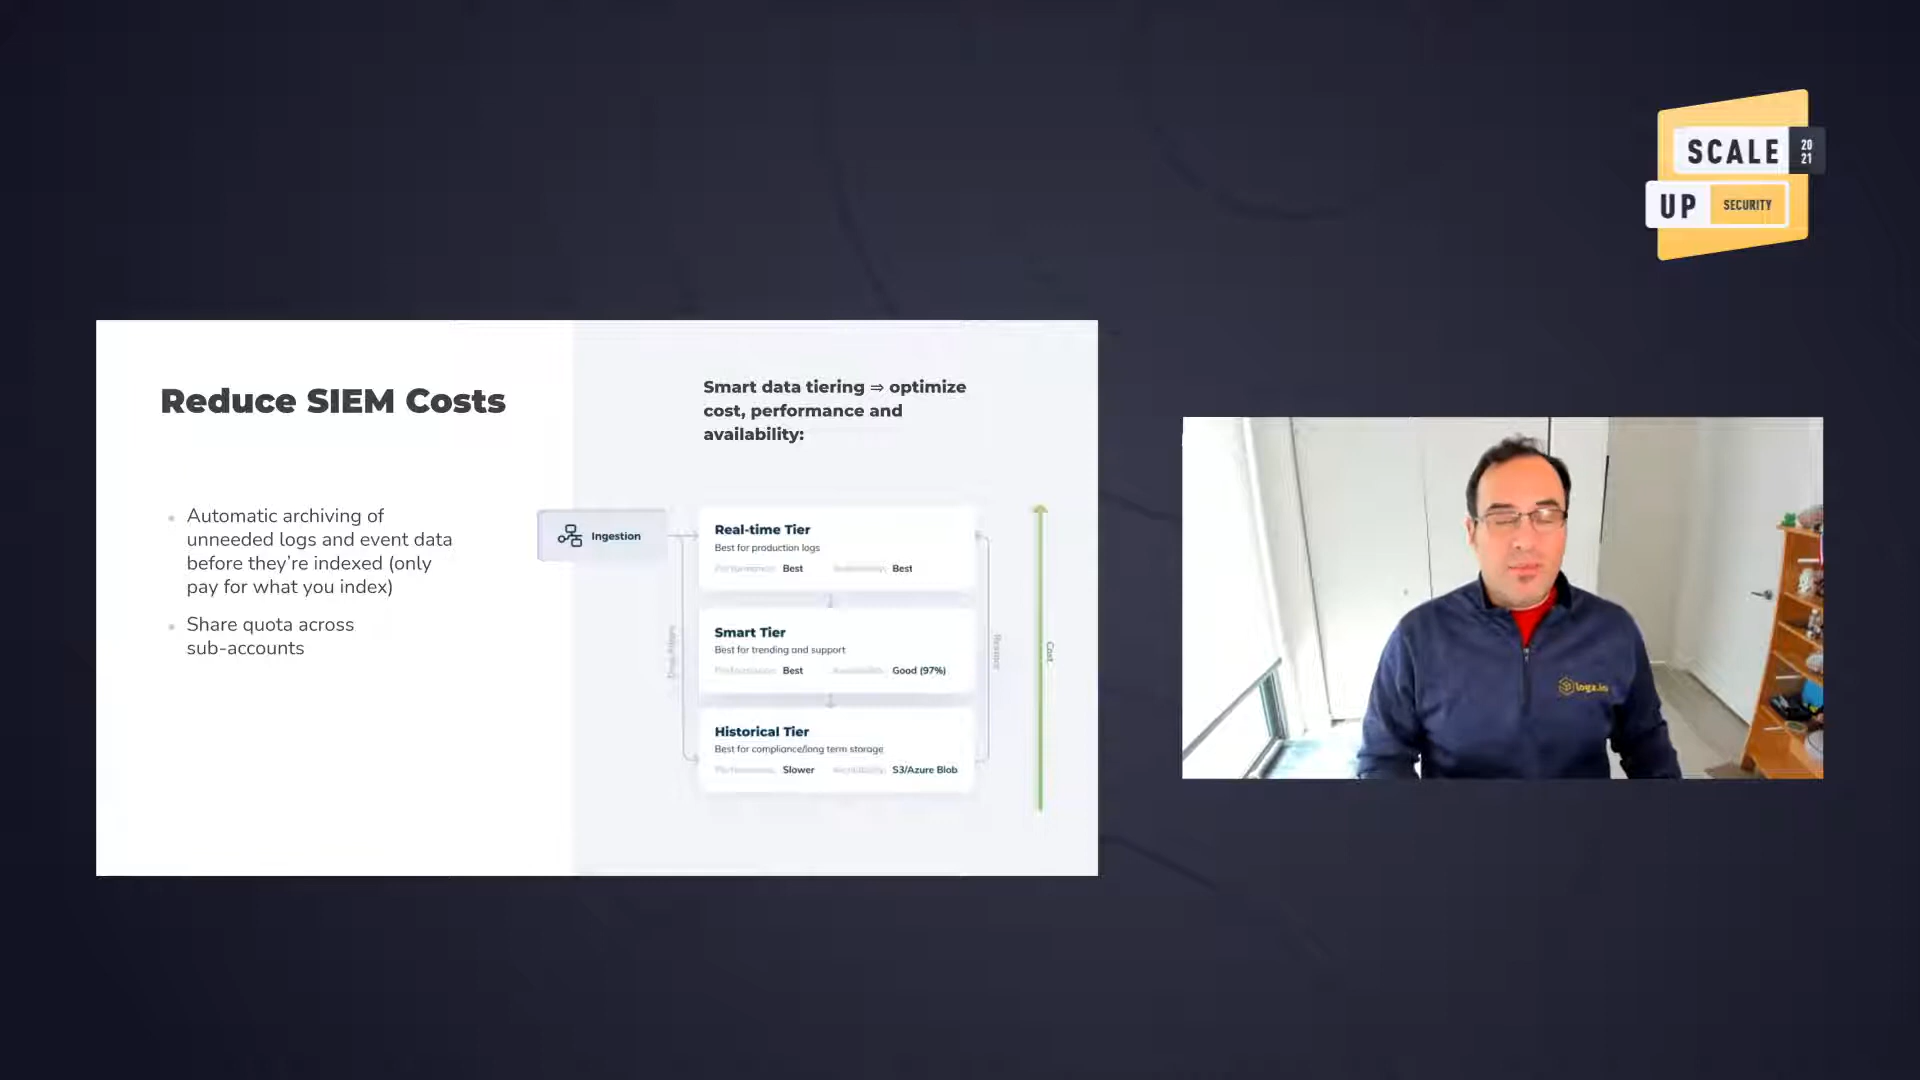 SCALE
20
21
UP
SECURITY
Reduce SIEM Costs
Automatic archiving of
unneeded logs and event data
before they’re indexed (only
pay for what you index)
Share quota across
sub-accounts
Smart data tiering ⇒ optimize
cost, performance and
availability:
Ingestion
Real-time Tier
Best for production logs
Best Best
Smart Tier
Best for trending and support
Best Good (97%)
Historical Tier
Best for compliance/long term storage
Slower S3/Azure Blob
Cost
logz.io